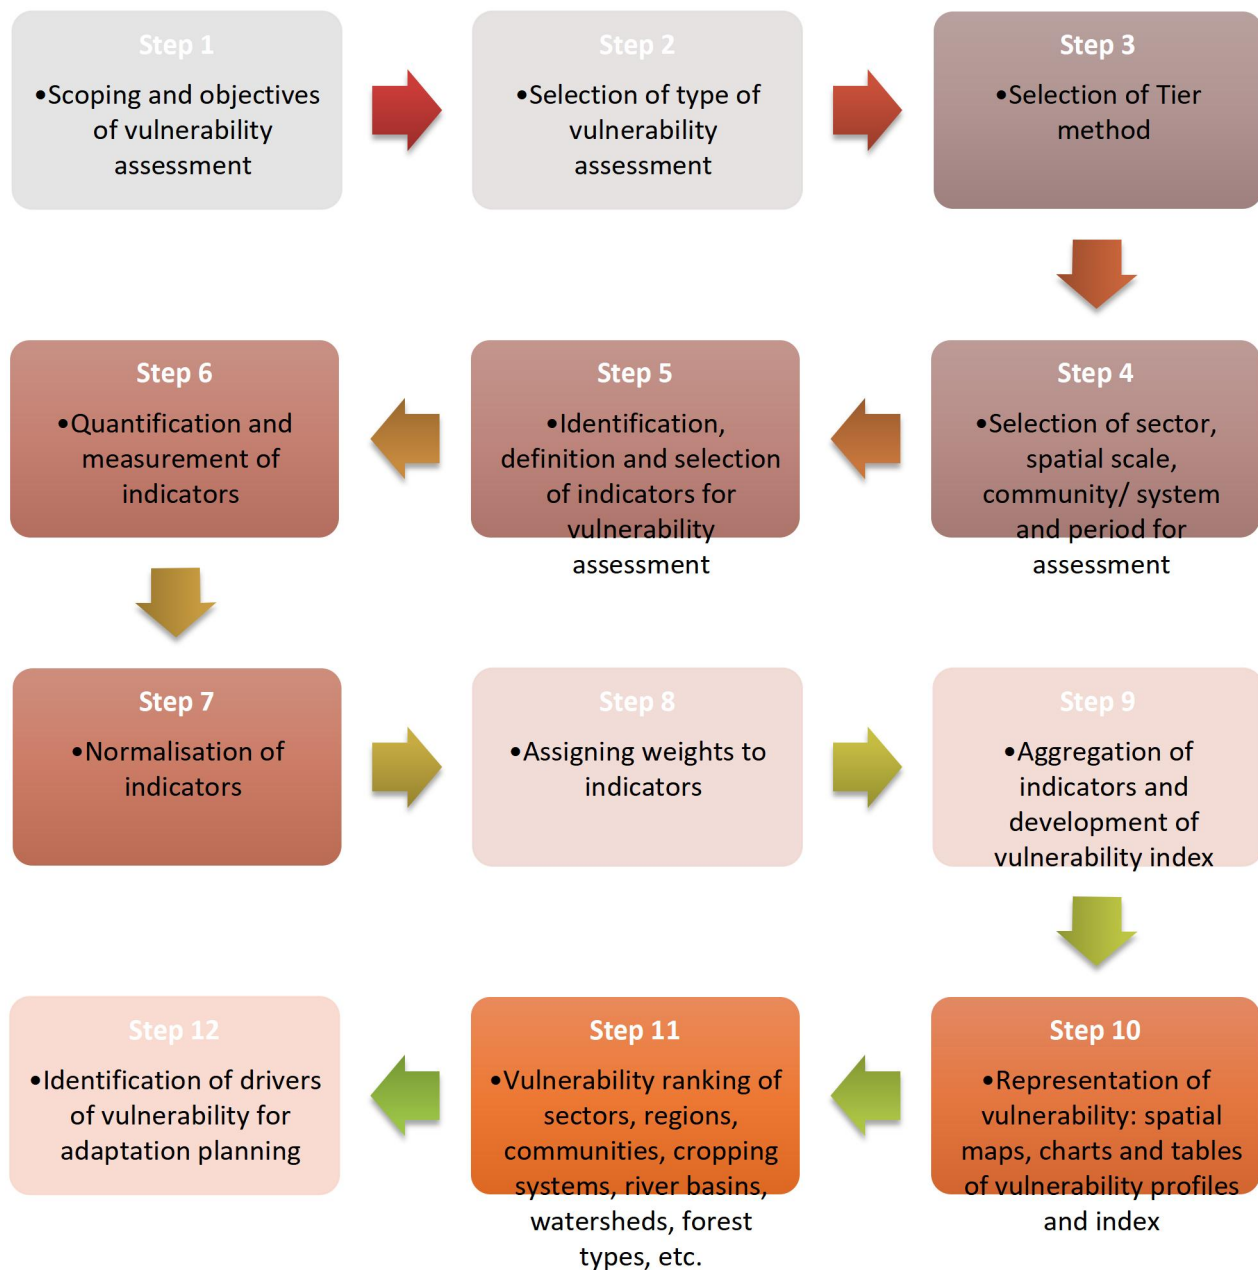 Step 1
•Scoping and objectives
of vulnerability
assessment
Step 2
•Selection of type of
vulnerability
assessment
Step 3
•Selection of Tier
method
Step 4
•Selection of sector,
spatial scale,
community/ system
and period for
assessment
Step 5
•Identification,
definition and selection
of indicators for
vulnerability
assessment
Step 6
•Quantification and
measurement of
indicators
Step 7
•Normalisation of
indicators
Step 8
•Assigning weights to
indicators
Step 9
•Aggregation of
indicators and
development of
vulnerability index
Step 10
•Representation of
vulnerability: spatial
maps, charts and tables
of vulnerability profiles
and index
Step 11
•Vulnerability ranking of
sectors, regions,
communities, cropping
systems, river basins,
watersheds, forest
types, etc.
Step 12
•Identification of drivers
of vulnerability for
adaptation planning